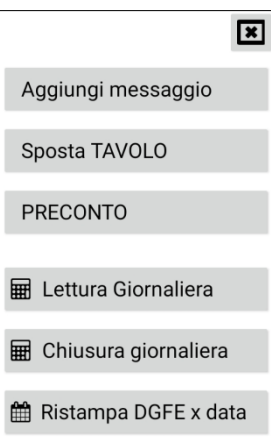 Aggiungi messaggio
Sposta TAVOLO
PRECONTO
Lettura Giornaliera
Chiusura giornaliera
Ristampa DGFE x data